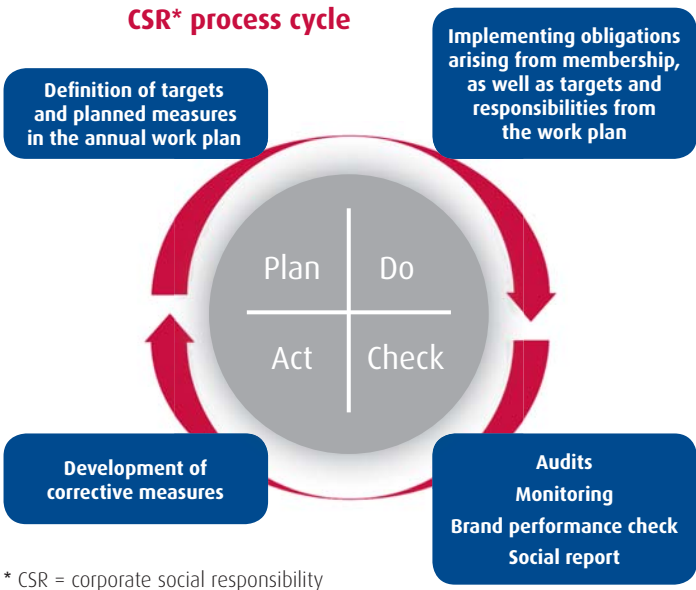 CSR* process cycle
Definition of targets
and planned measures
in the annual work plan
Implementing obligations
arising from membership,
as well as targets and
responsibilities from
the work plan
Plan
Do
Act
Check
Development of
corrective measures
Audits
Monitoring
Brand performance check
Social report
* CSR = corporate social responsibility